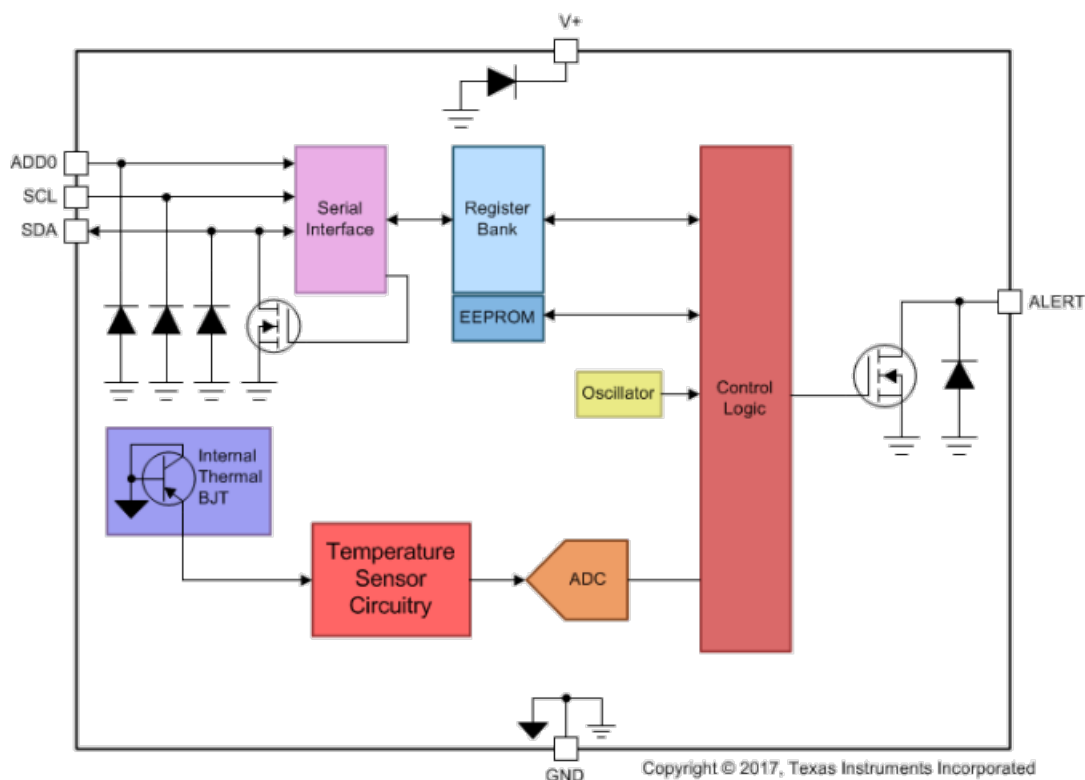 V+
ADD0
SCL
SDA
Serial
Interface
Register
Bank
EEPROM
Oscillator
Control
Logic
ALERT
Internal
Thermal
BJT
Temperature
Sensor
Circuitry
ADC
GND
Copyright © 2017, Texas Instruments Incorporated